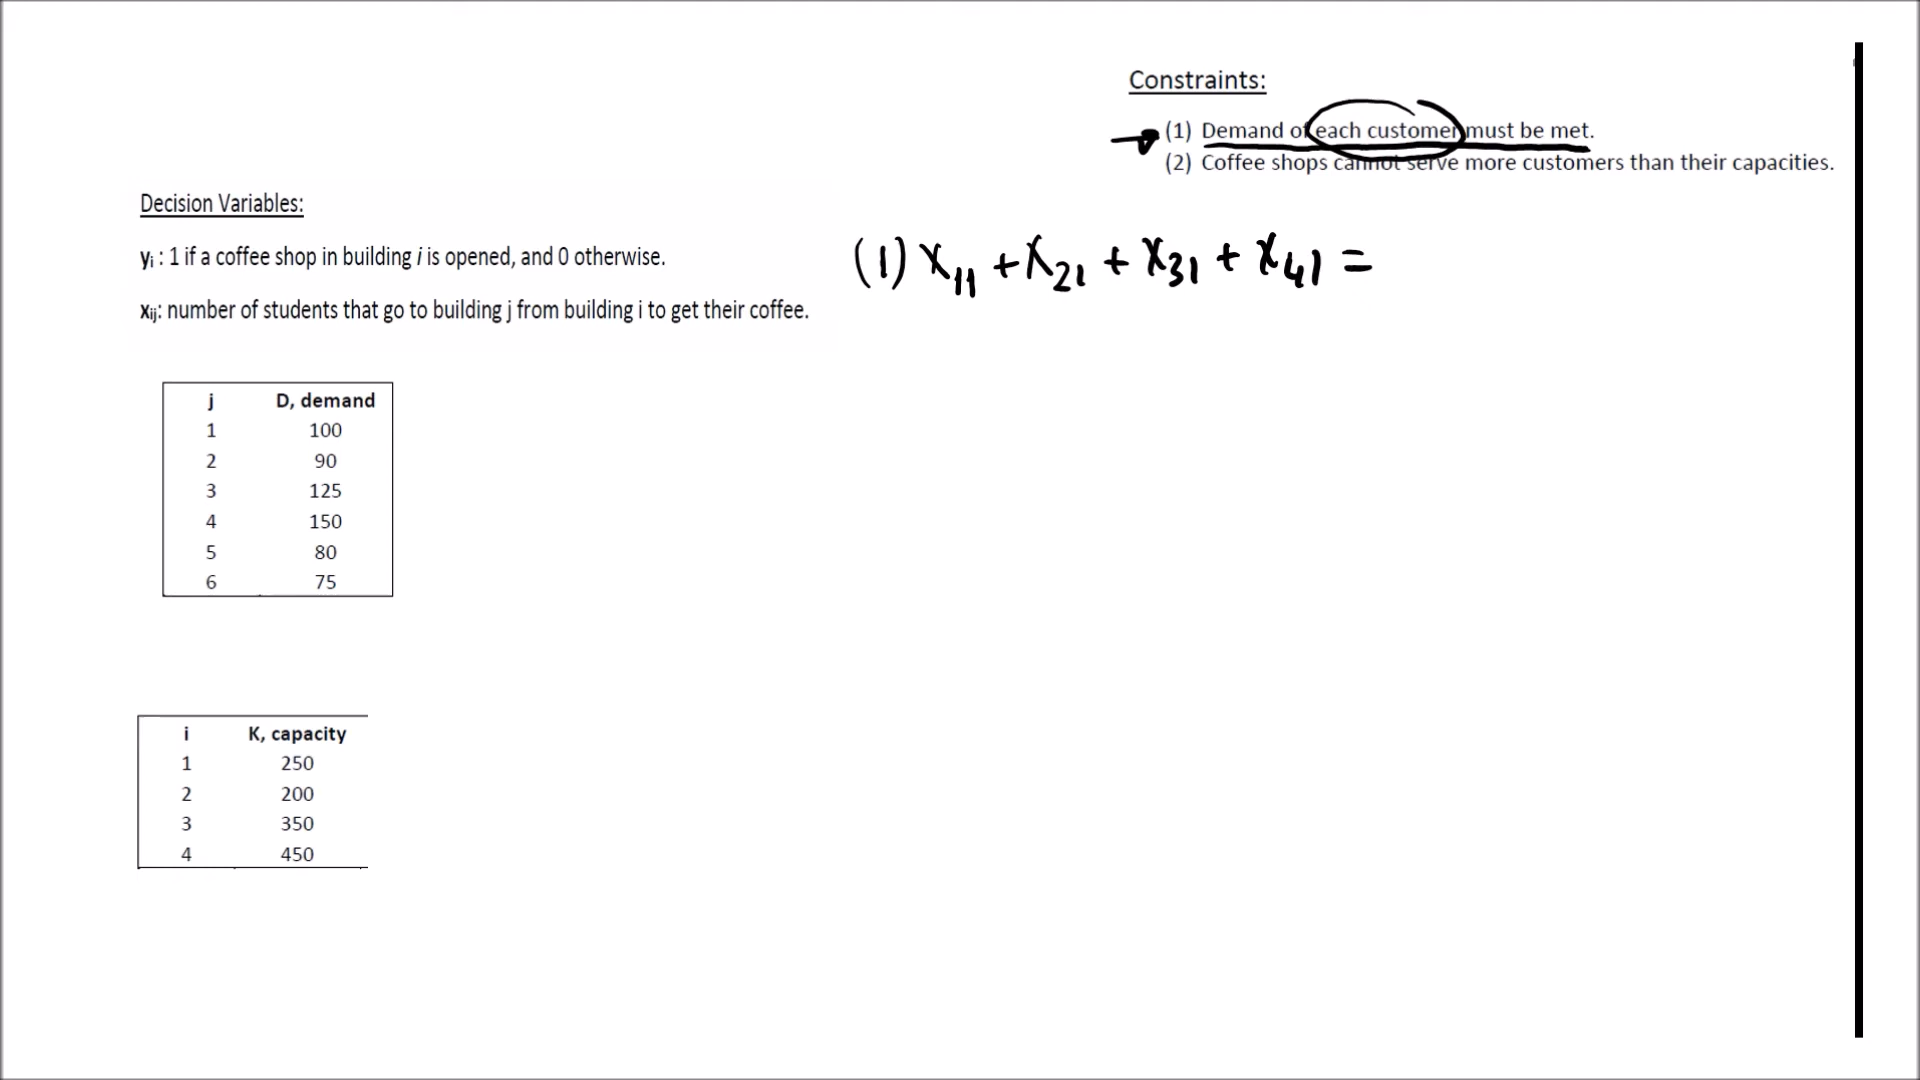 Constraints:
(1) Demand of each customer must be met.
(2) Coffee shops cannot serve more customers than their capacities.
Decision Variables:
yi : 1 if a coffee shop in building i is opened, and 0 otherwise.
xij: number of students that go to building j from building i to get their coffee.
(1) x11 + x21 + x31 + x41 =
j D, demand
1 100
2 90
3 125
4 150
5 80
6 75
i K, capacity
1 250
2 200
3 350
4 450